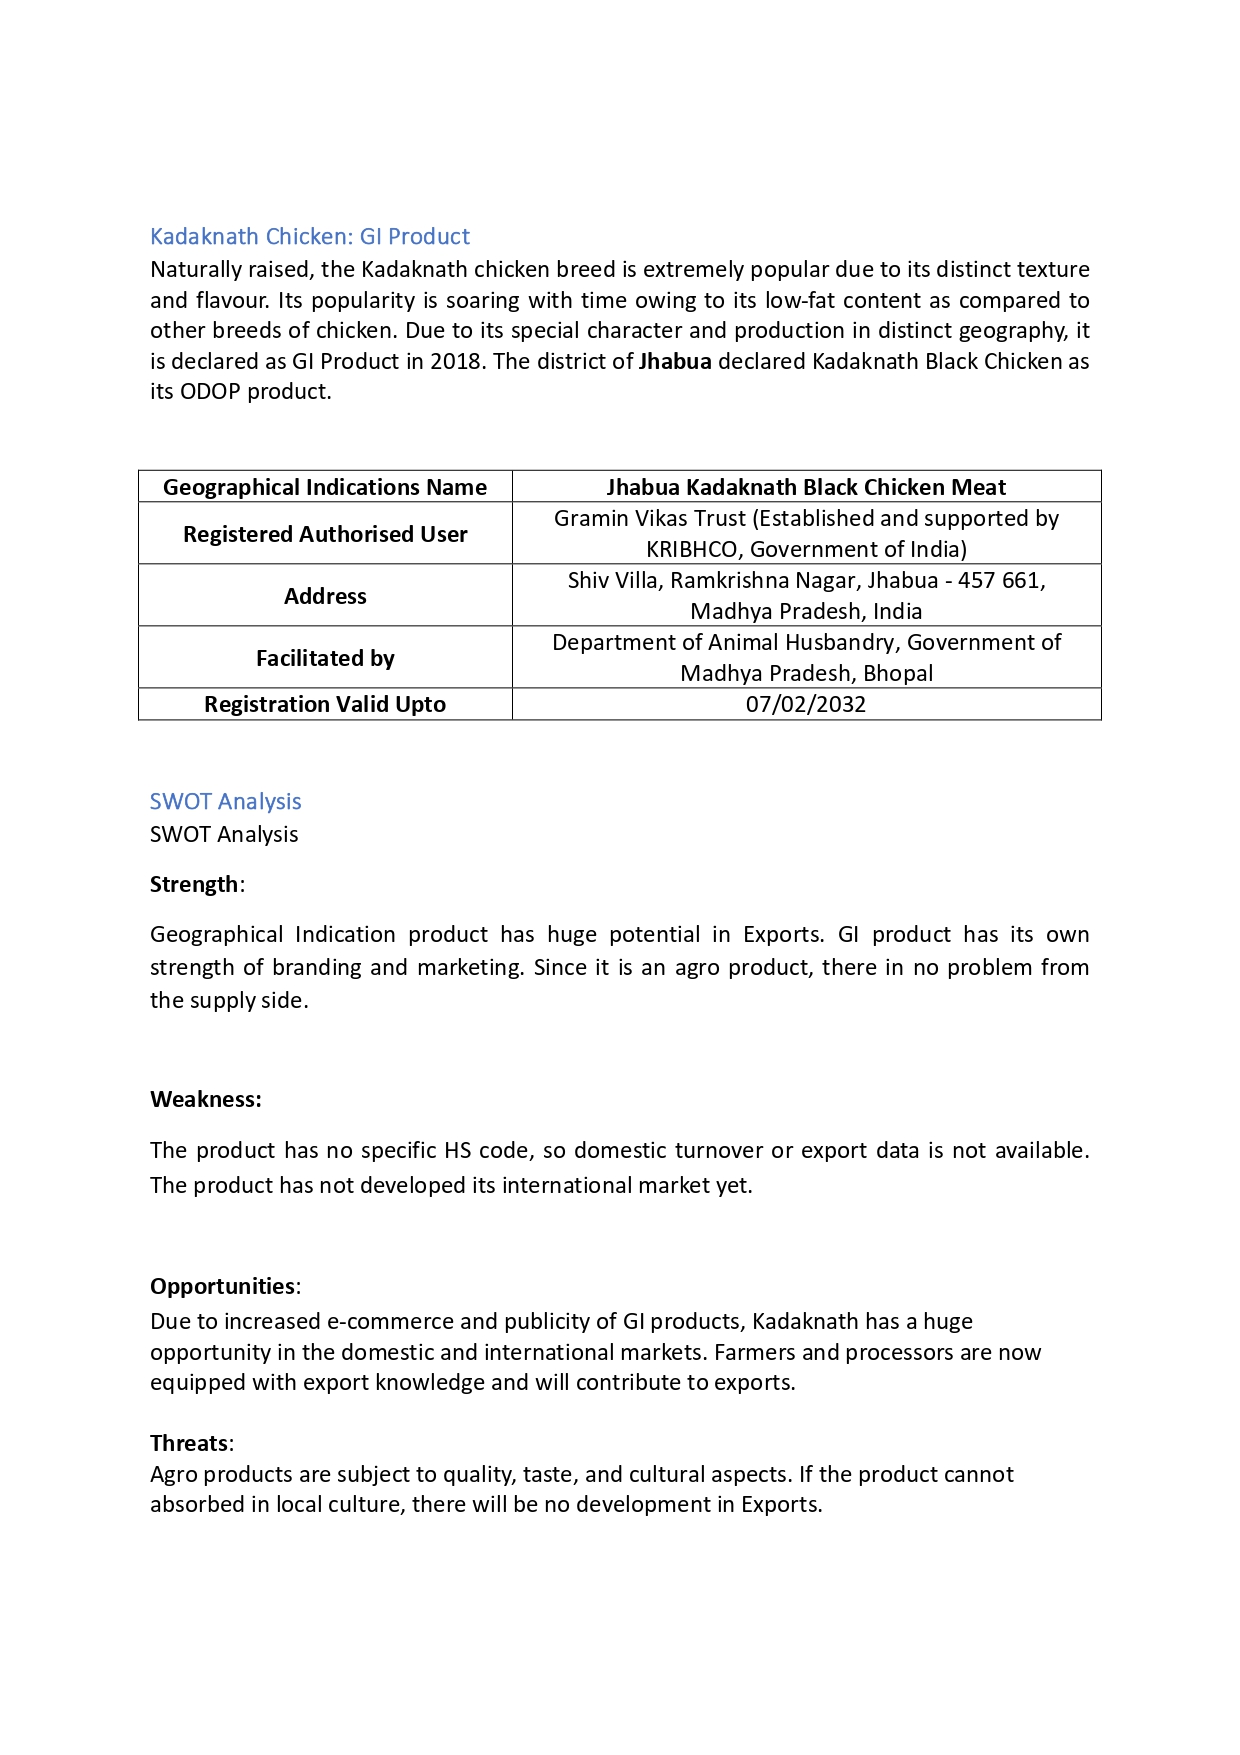 Kadaknath Chicken: GI Product
Naturally raised, the Kadaknath chicken breed is extremely popular due to its distinct texture
and flavour. Its popularity is soaring with time owing to its low-fat content as compared to
other breeds of chicken. Due to its special character and production in distinct geography, it
is declared as GI Product in 2018. The district of Jhabua declared Kadaknath Black Chicken as
its ODOP product.
Geographical Indications Name
Jhabua Kadaknath Black Chicken Meat
Registered Authorised User
Gramin Vikas Trust (Established and supported by
KRIBHCO, Government of India)
Address
Shiv Villa, Ramkrishna Nagar, Jhabua - 457 661,
Madhya Pradesh, India
Facilitated by
Department of Animal Husbandry, Government of
Madhya Pradesh, Bhopal
Registration Valid Upto
07/02/2032
SWOT Analysis
SWOT Analysis
Strength:
Geographical Indication product has huge potential in Exports. GI product has its own
strength of branding and marketing. Since it is an agro product, there in no problem from
the supply side.
Weakness:
The product has no specific HS code, so domestic turnover or export data is not available.
The product has not developed its international market yet.
Opportunities:
Due to increased e-commerce and publicity of GI products, Kadaknath has a huge
opportunity in the domestic and international markets. Farmers and processors are now
equipped with export knowledge and will contribute to exports.
Threats:
Agro products are subject to quality, taste, and cultural aspects. If the product cannot
absorbed in local culture, there will be no development in Exports.